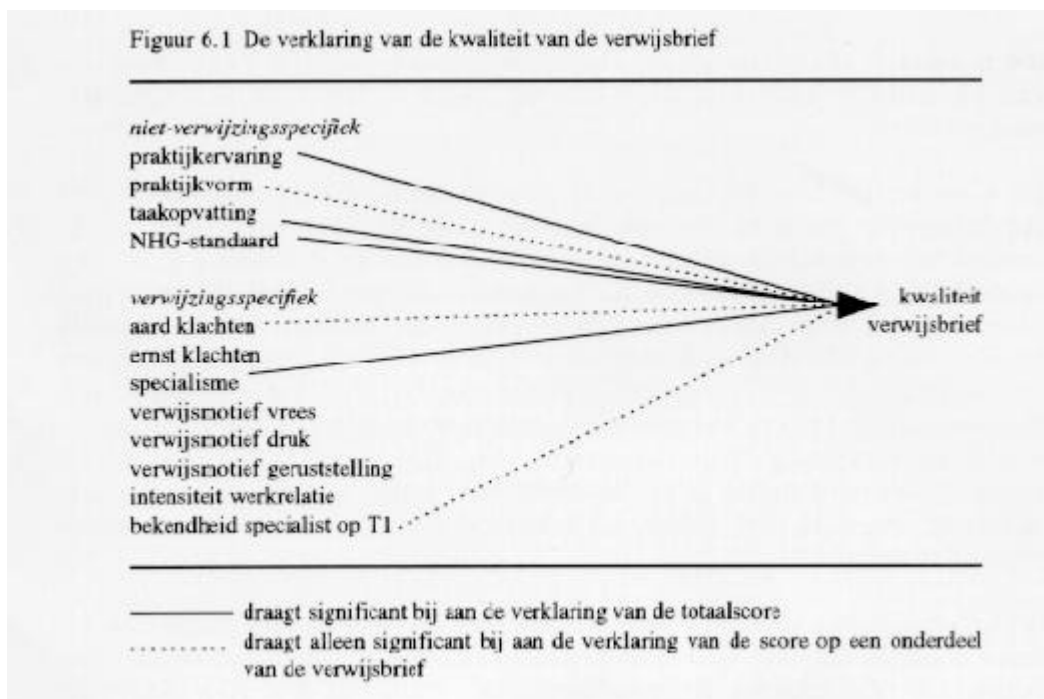 Figuur 6.1 De verklaring van de kwaliteit van de verwijsbrief
niet-verwijzingsspecifiek
praktijkervaring
praktijkvorm
taakopvatting
NHG-standaard
verwijzingsspecifiek
aard klachten
ernst klachten
specialisme
verwijsmotief vrees
verwijsmotief druk
verwijsmotief geruststelling
intensiteit werkrelatie
bekendheid specialist op T1
kwaliteit
verwijsbrief
draagt significant bij aan de verklaring van de totaalscore
draagt alleen significant bij aan de verklaring van de score op een onderdeel
van de verwijsbrief